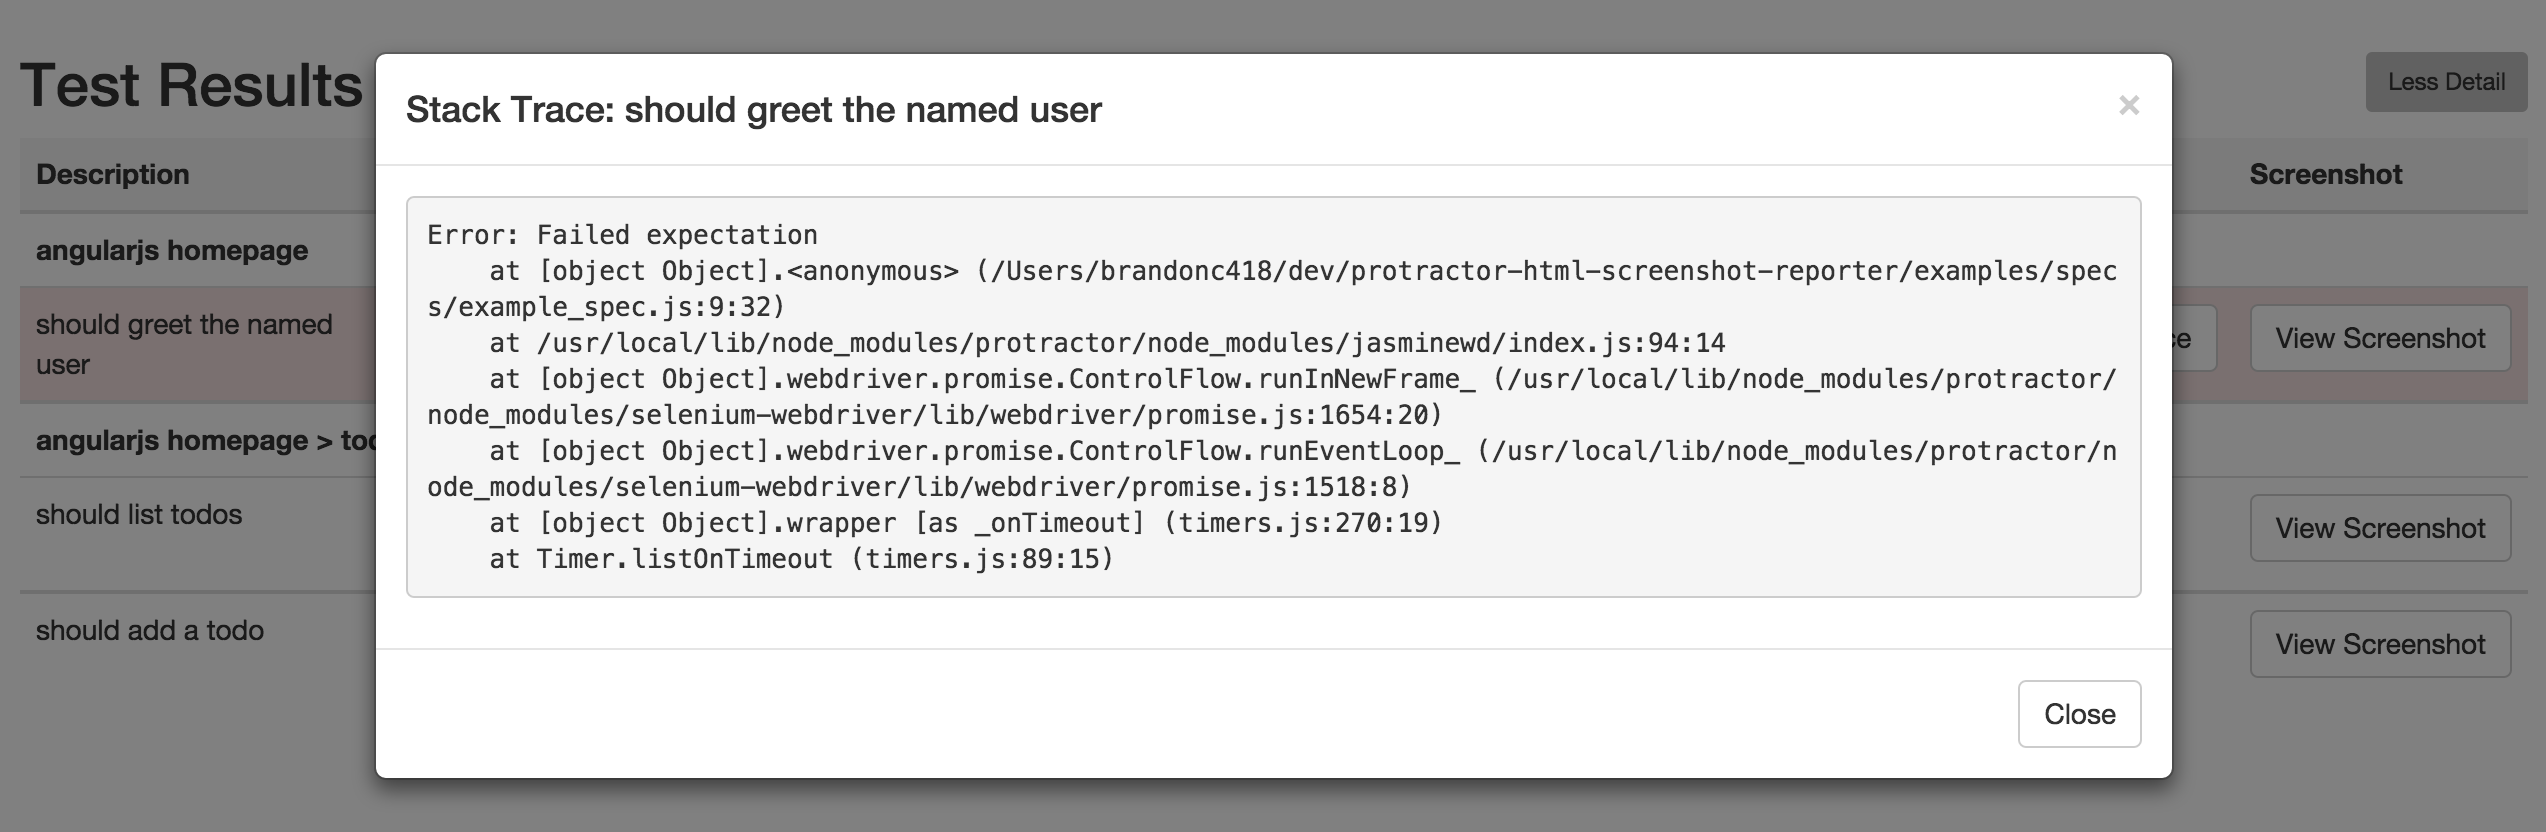 Test Results
Less Detail
Stack Trace: should greet the named user
×
Description
Screenshot
angularjs homepage
should greet the named
user
View Screenshot
angularjs homepage >
should list todos
View Screenshot
should add a todo
View Screenshot
Error: Failed expectation
    at [object Object].<anonymous> (/Users/brandonc418/dev/protractor-html-screenshot-reporter/examples/spec
s/example_spec.js:9:32)
    at /usr/local/lib/node_modules/protractor/node_modules/jasminewd/index.js:94:14
    at [object Object].webdriver.promise.ControlFlow.runInNewFrame_ (/usr/local/lib/node_modules/protractor/
node_modules/selenium-webdriver/lib/webdriver/promise.js:1654:20)
    at [object Object].webdriver.promise.ControlFlow.runEventLoop_ (/usr/local/lib/node_modules/protractor/n
ode_modules/selenium-webdriver/lib/webdriver/promise.js:1518:8)
    at [object Object].wrapper [as _onTimeout] (timers.js:270:19)
    at Timer.listOnTimeout (timers.js:89:15)
Close